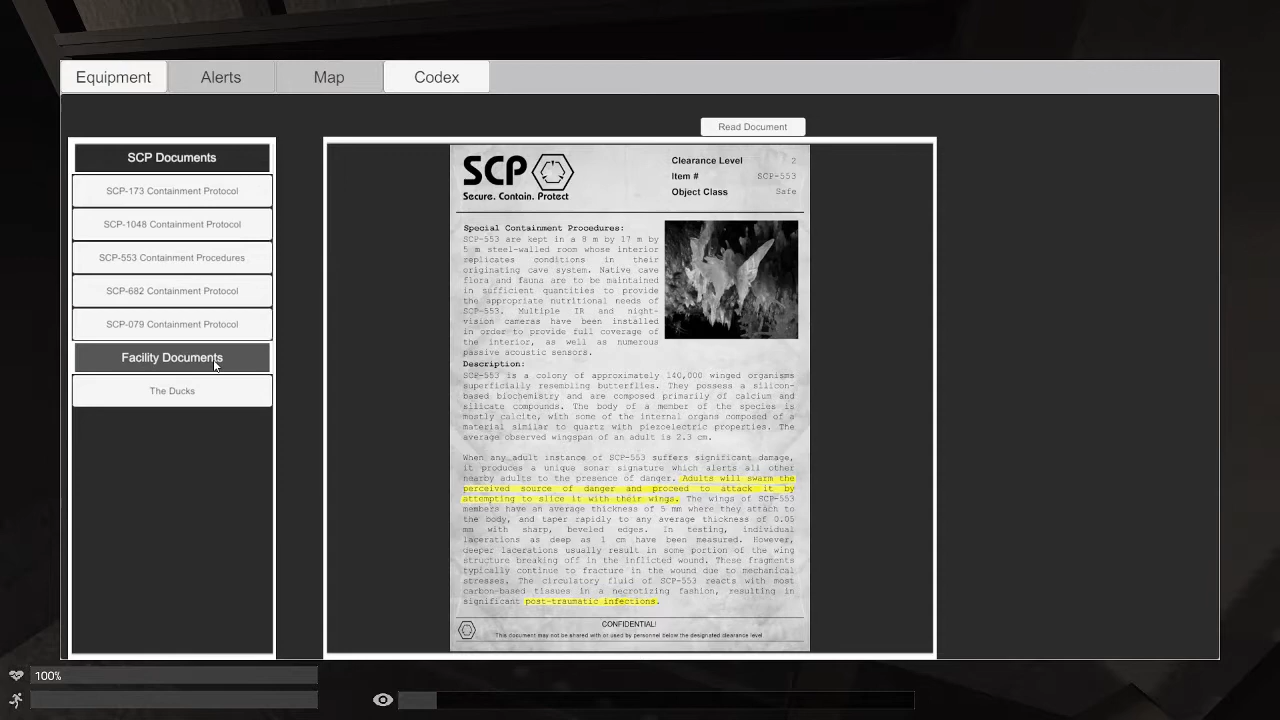 Equipment
Alerts
Map
Codex
Read Document
SCP Documents
SCP-173 Containment Protocol
SCP-1048 Containment Protocol
SCP-553 Containment Procedures
SCP-682 Containment Protocol
SCP-079 Containment Protocol
Facility Documents
The Ducks
SCP
Secure. Contain. Protect
Clearance Level 2
Item # SCP-553
Object Class Safe
Special Containment Procedures:
SCP-553 are kept in a 8 m by 17 m by
5 m steel-walled room whose interior
replicates conditions in their
originating cave system. Native cave
flora and fauna are to be maintained
in sufficient quantities to provide
the appropriate nutritional needs of
SCP-553. Multiple IR and night-
vision cameras have been installed
in order to provide full coverage of
the interior, as well as numerous
passive acoustic sensors.
Description:
SCP-553 is a colony of approximately 140,000 winged organisms
superficially resembling butterflies. They possess a silicon-
based biochemistry and are composed primarily of calcium and
silicate compounds. The body of a member of the species is
mostly calcite, with some of the internal organs composed of a
material similar to quartz with piezoelectric properties. The
average observed wingspan of an adult is 2.3 cm.
When any adult instance of SCP-553 suffers significant damage,
it produces a unique sonar signature which alerts all other
nearby adults to the presence of danger. Adults will swarm the
perceived source of danger and proceed to attack it by
attempting to slice it with their wings. The wings of SCP-553
members have an average thickness of 5 mm where they attach to
the body, and taper rapidly to any average thickness of 0.05
mm with sharp, beveled edges. In testing, individual
lacerations as deep as 1 cm have been measured. However,
deeper lacerations usually result in some portion of the wing
structure breaking off in the inflicted wound. These fragments
typically continue to fracture in the wound due to mechanical
stresses. The circulatory fluid of SCP-553 reacts with most
carbon-based tissues in a necrotizing fashion, resulting in
significant post-traumatic infections.
CONFIDENTIAL!
This document may not be shared with or used by personnel below the designated clearance level
100%